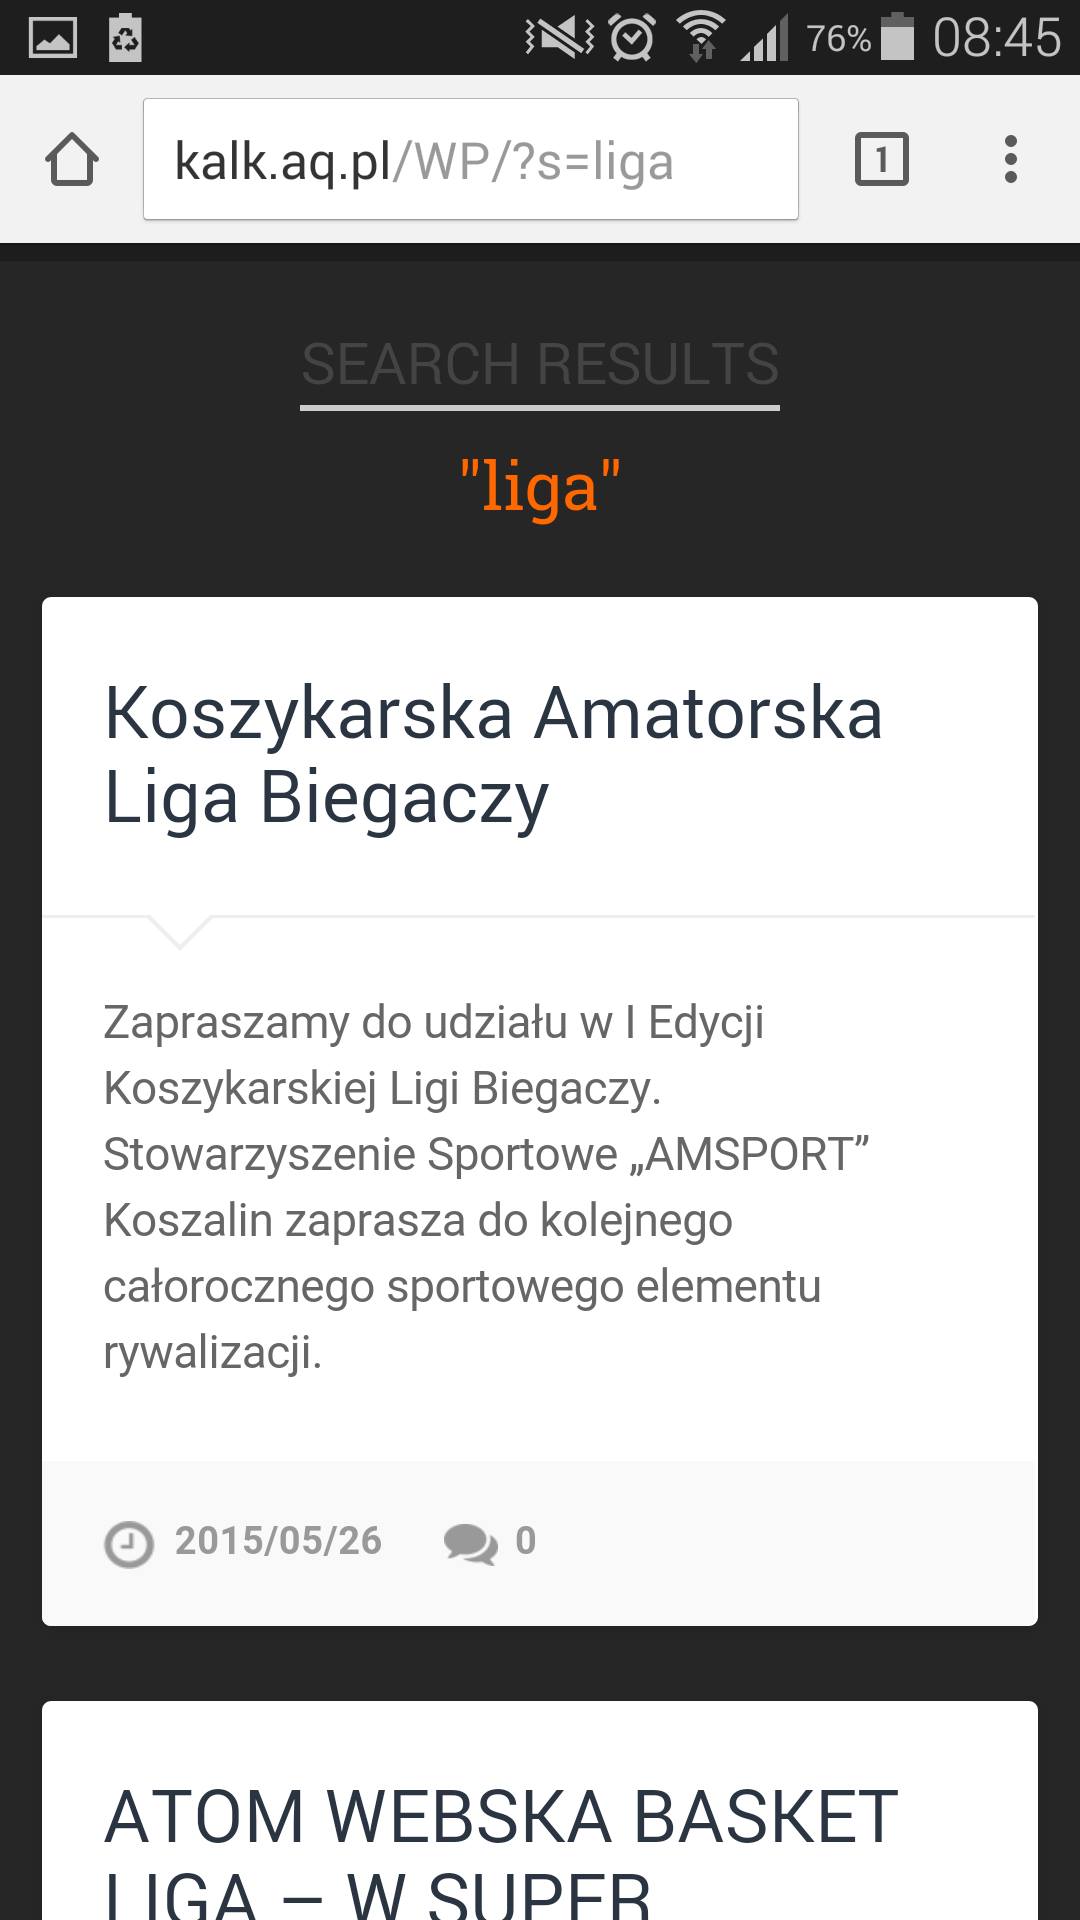 76% 08:45
kalk.aq.pl/WP/?s=liga
1
SEARCH RESULTS
"liga"
Koszykarska Amatorska
Liga Biegaczy
Zapraszamy do udziału w I Edycji
Koszykarskiej Ligi Biegaczy.
Stowarzyszenie Sportowe „AMSPORT”
Koszalin zaprasza do kolejnego
całorocznego sportowego elementu
rywalizacji.
2015/05/26 0
ATOM WEBSKA BASKET
LIGA – W SUPER